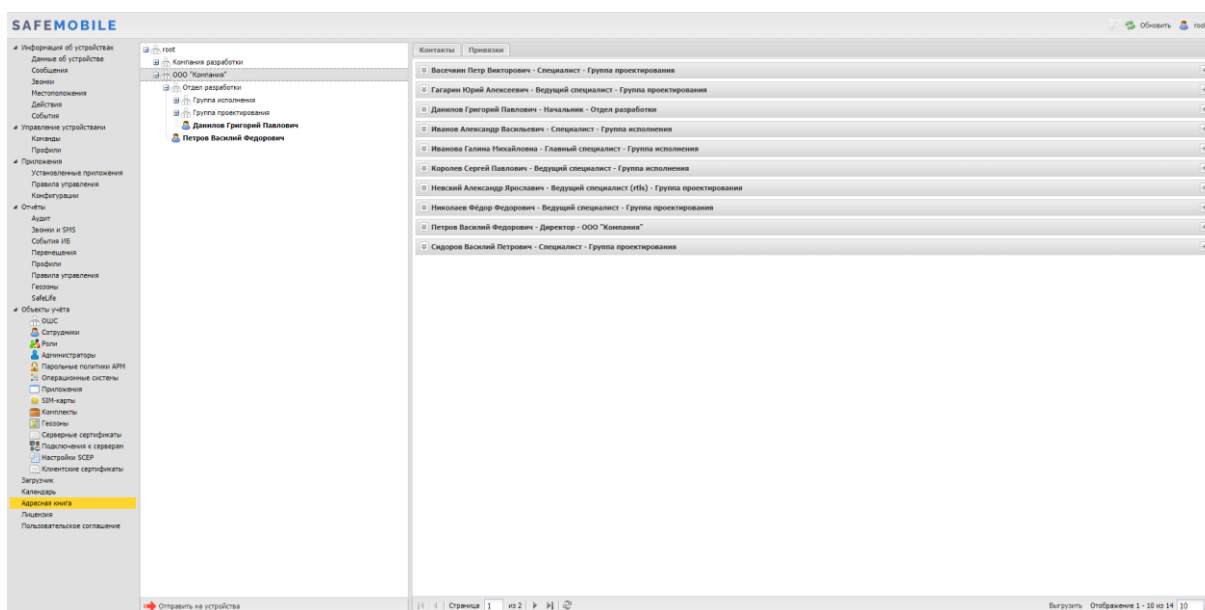 SAFEMOBILE
Обновить root
Информация об устройствах
Данные об устройстве
Сообщения
Звонки
Местоположения
Действия
События
Управление устройствами
Команды
Профили
Приложения
Установленные приложения
Правила управления
Конфигурации
Отчёты
Аудит
Звонки и SMS
События ИБ
Перемещения
Профили
Правила управления
Геозоны
SafeLife
Объекты учёта
ОШС
Сотрудники
Роли
Администраторы
Парольные политики АРМ
Операционные системы
Приложения
SIM-карты
Комплекты
Геозоны
Серверные сертификаты
Подключения к серверам
Настройки SCEP
Клиентские сертификаты
Загрузчик
Календарь
Адресная книга
Лицензия
Пользовательское соглашение
root
Компания разработки
ООО "Компания"
Отдел разработки
Группа исполнения
Группа проектирования
Данилов Григорий Павлович
Петров Василий Федорович
Отправить на устройства
Контакты Привязки
Васечкин Петр Викторович - Специалист - Группа проектирования
Гагарин Юрий Алексеевич - Ведущий специалист - Группа проектирования
Данилов Григорий Павлович - Начальник - Отдел разработки
Иванов Александр Васильевич - Специалист - Группа исполнения
Иванова Галина Михайловна - Главный специалист - Группа исполнения
Королев Сергей Павлович - Ведущий специалист - Группа исполнения
Невский Александр Ярославич - Ведущий специалист (rtls) - Группа проектирования
Николаев Фёдор Федорович - Ведущий специалист - Группа проектирования
Петров Василий Федорович - Директор - ООО "Компания"
Сидоров Василий Петрович - Специалист - Группа проектирования
Страница 1 из 2 Выгрузить Отображение 1 - 10 из 14 10